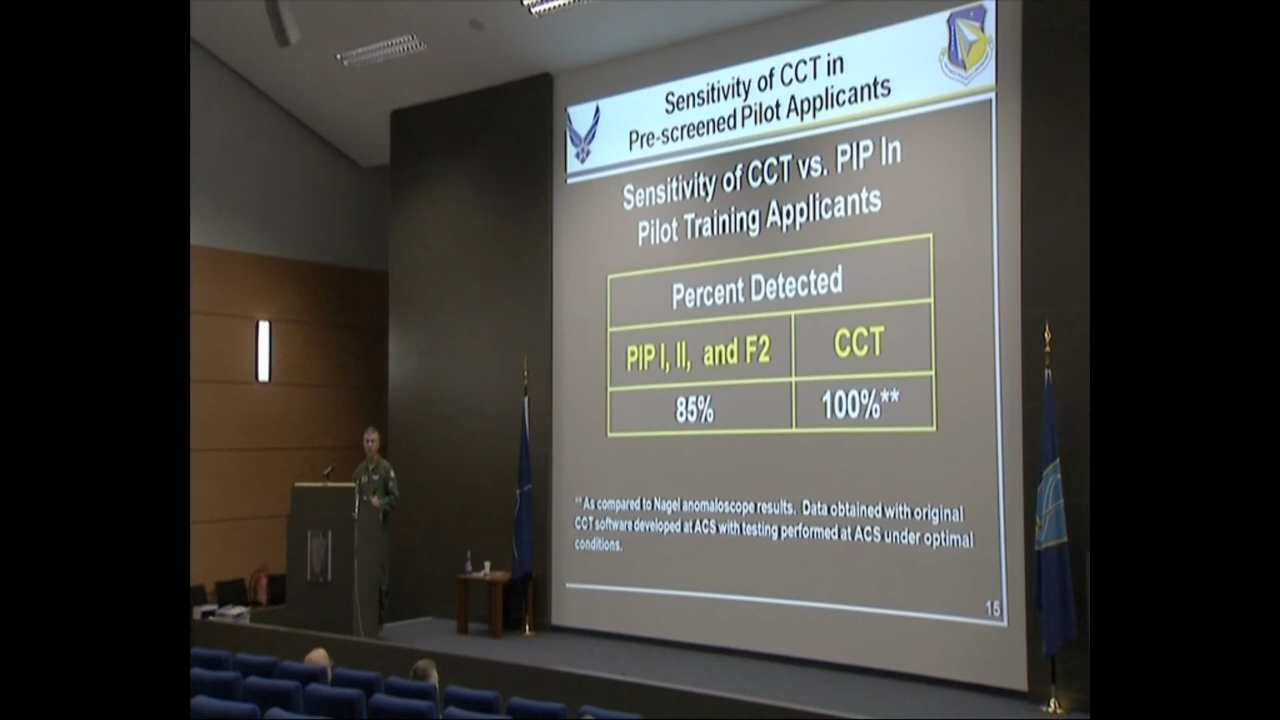 Sensitivity of CCT in
Pre-screened Pilot Applicants
Sensitivity of CCT vs. PIP In
Pilot Training Applicants
Percent Detected
PIP I, II, and F2
CCT
85%
100%**
**As compared to Nagel anomaloscope results. Data obtained with original
CCT software developed at ACS with testing performed at ACS under optimal
conditions.
15